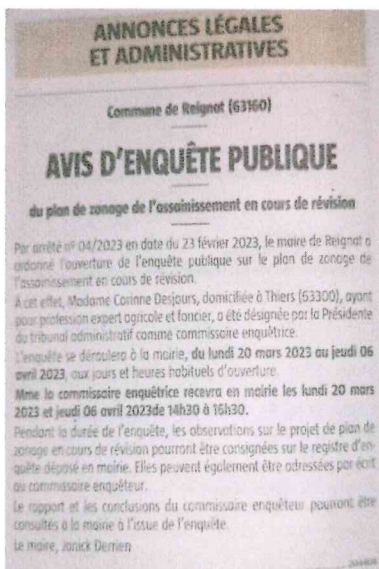 ANNONCES LÉGALES
ET ADMINISTRATIVES
Commune de Reignat (63160)
AVIS D'ENQUÊTE PUBLIQUE
du plan de zonage de l'assainissement en cours de révision
Par arrêté nº 04/2023 en date du 23 février 2023, le maire de Reignat a
ordonné l'ouverture de l'enquête publique sur le plan de zonage de
l'assainissement en cours de révision.
À cet effet, Madame Corinne Desjours, domiciliée à Thiers (63300), ayant
pour profession expert agricole et foncier, a été désignée par la Présidente
du tribunal administratif comme commissaire enquêtrice.
L'enquête se déroulera à la mairie, du lundi 20 mars 2023 au jeudi 06
avril 2023, aux jours et heures habituels d'ouverture.
Mme la commissaire enquêtrice recevra en mairie les lundi 20 mars
2023 et jeudi 06 avril 2023de 14h30 à 16h30.
Pendant la durée de l'enquête, les observations sur le projet de plan de
zonage en cours de révision pourront être consignées sur le registre d'en-
quête déposé en mairie. Elles peuvent également être adressées par écrit
au commissaire enquêteur.
Le rapport et les conclusions du commissaire enquêteur pourront être
consultés à la mairie à l'issue de l'enquête.
Le maire, Janick Derrien